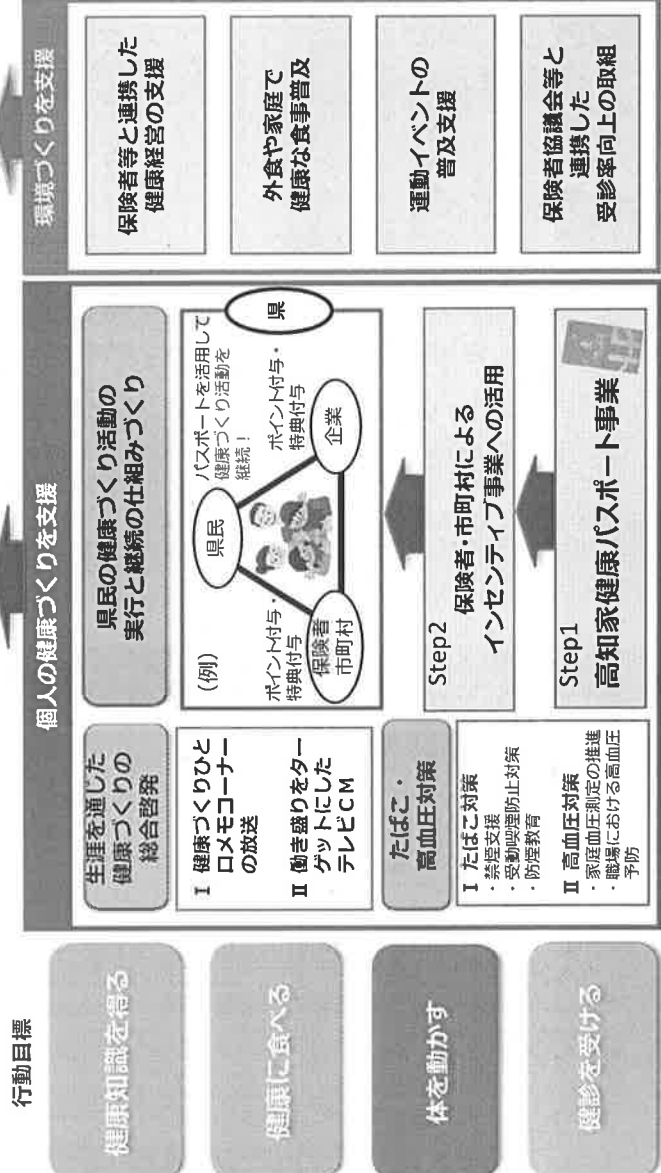 行動目標
健康知識を得る
健康に食べる
体を動かす
健診を受ける
個人の健康づくりを支援
生涯を通した
健康づくりの
総合啓発
Ⅰ 健康づくりひと
口メモコーナー
の放送
Ⅱ 働き盛りをター
ゲットにした
テレビCM
たばこ・
高血圧対策
Ⅰ たばこ対策
・禁煙支援
・受動喫煙防止対策
・防煙教育
Ⅱ 高血圧対策
・家庭血圧測定の推進
・職場における高血圧
予防
県民の健康づくり活動の
実行と継続の仕組みづくり
(例)
パスポートを活用して
健康づくり活動を
継続!
県民
ポイント付与・
特典付与
ポイント付与・
特典付与
保険者
市町村
企業
県
Step2
保険者・市町村による
インセンティブ事業への活用
Step1
高知家健康パスポート事業
環境づくりを支援
保険者等と連携した
健康経営の支援
外食や家庭で
健康な食事普及
運動イベントの
普及支援
保険者協議会等と
連携した
受診率向上の取組